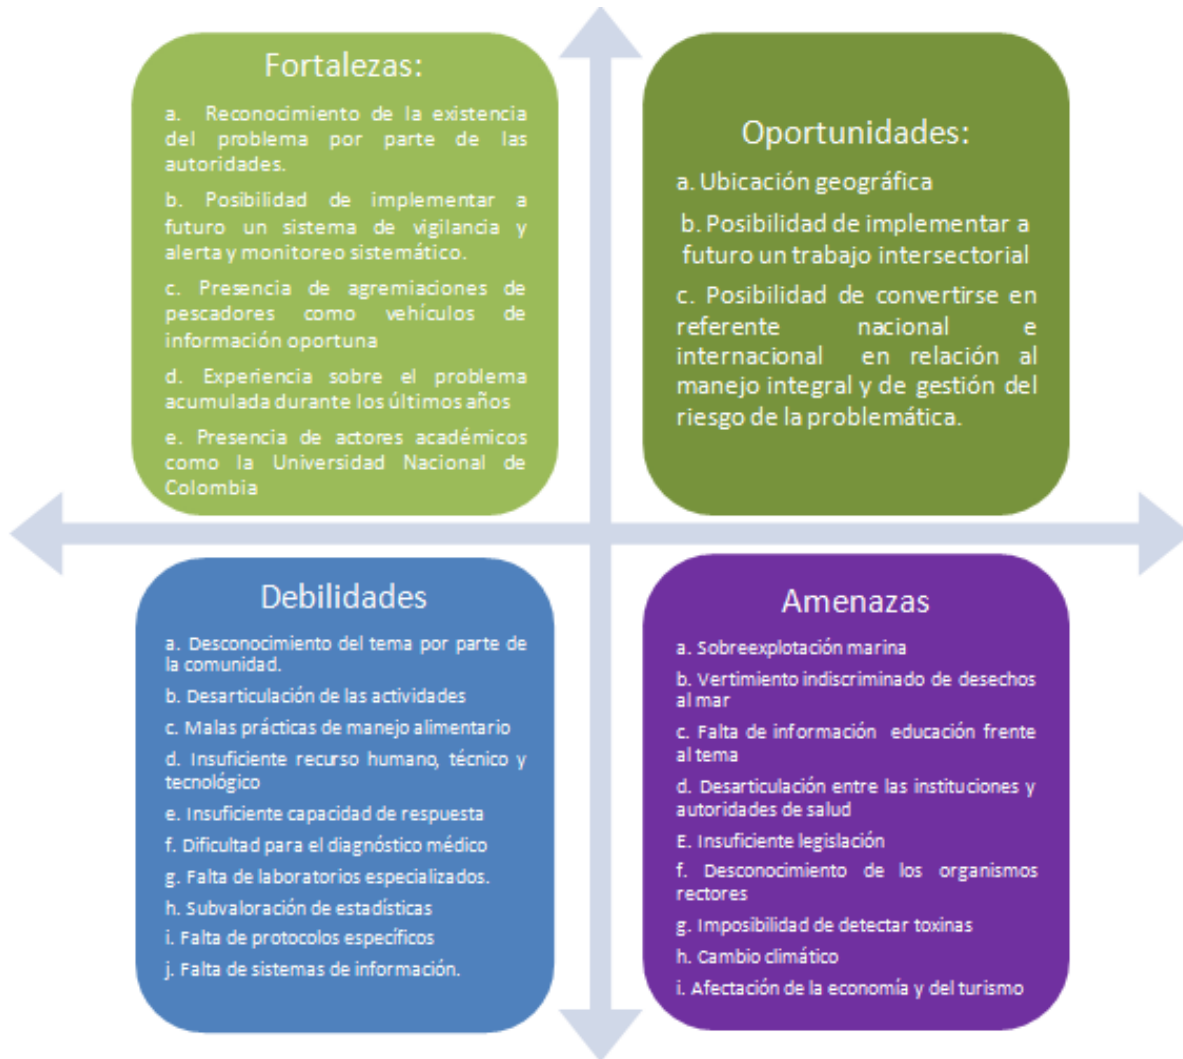 Fortalezas:
a. Reconocimiento de la existencia
del problema por parte de las
autoridades.
b. Posibilidad de implementar a
futuro un sistema de vigilancia y
alerta y monitoreo sistemático.
c. Presencia de agremiaciones de
pescadores como vehículos de
información oportuna
d. Experiencia sobre el problema
acumulada durante los últimos años
e. Presencia de actores académicos
como la Universidad Nacional de
Colombia
Oportunidades:
a. Ubicación geográfica
b. Posibilidad de implementar a
futuro un trabajo intersectorial
c. Posibilidad de convertirse en
referente nacional e
internacional en relación al
manejo integral y de gestión del
riesgo de la problemática.
Debilidades
a. Desconocimiento del tema por parte de
la comunidad.
b. Desarticulación de las actividades
c. Malas prácticas de manejo alimentario
d. Insuficiente recurso humano, técnico y
tecnológico
e. Insuficiente capacidad de respuesta
f. Dificultad para el diagnóstico médico
g. Falta de laboratorios especializados.
h. Subvaloración de estadísticas
i. Falta de protocolos específicos
j. Falta de sistemas de información.
Amenazas
a. Sobreexplotación marina
b. Vertimiento indiscriminado de desechos
al mar
c. Falta de información educación frente
al tema
d. Desarticulación entre las instituciones y
autoridades de salud
E. Insuficiente legislación
f. Desconocimiento de los organismos
rectores
g. Imposibilidad de detectar toxinas
h. Cambio climático
i. Afectación de la economía y del turismo